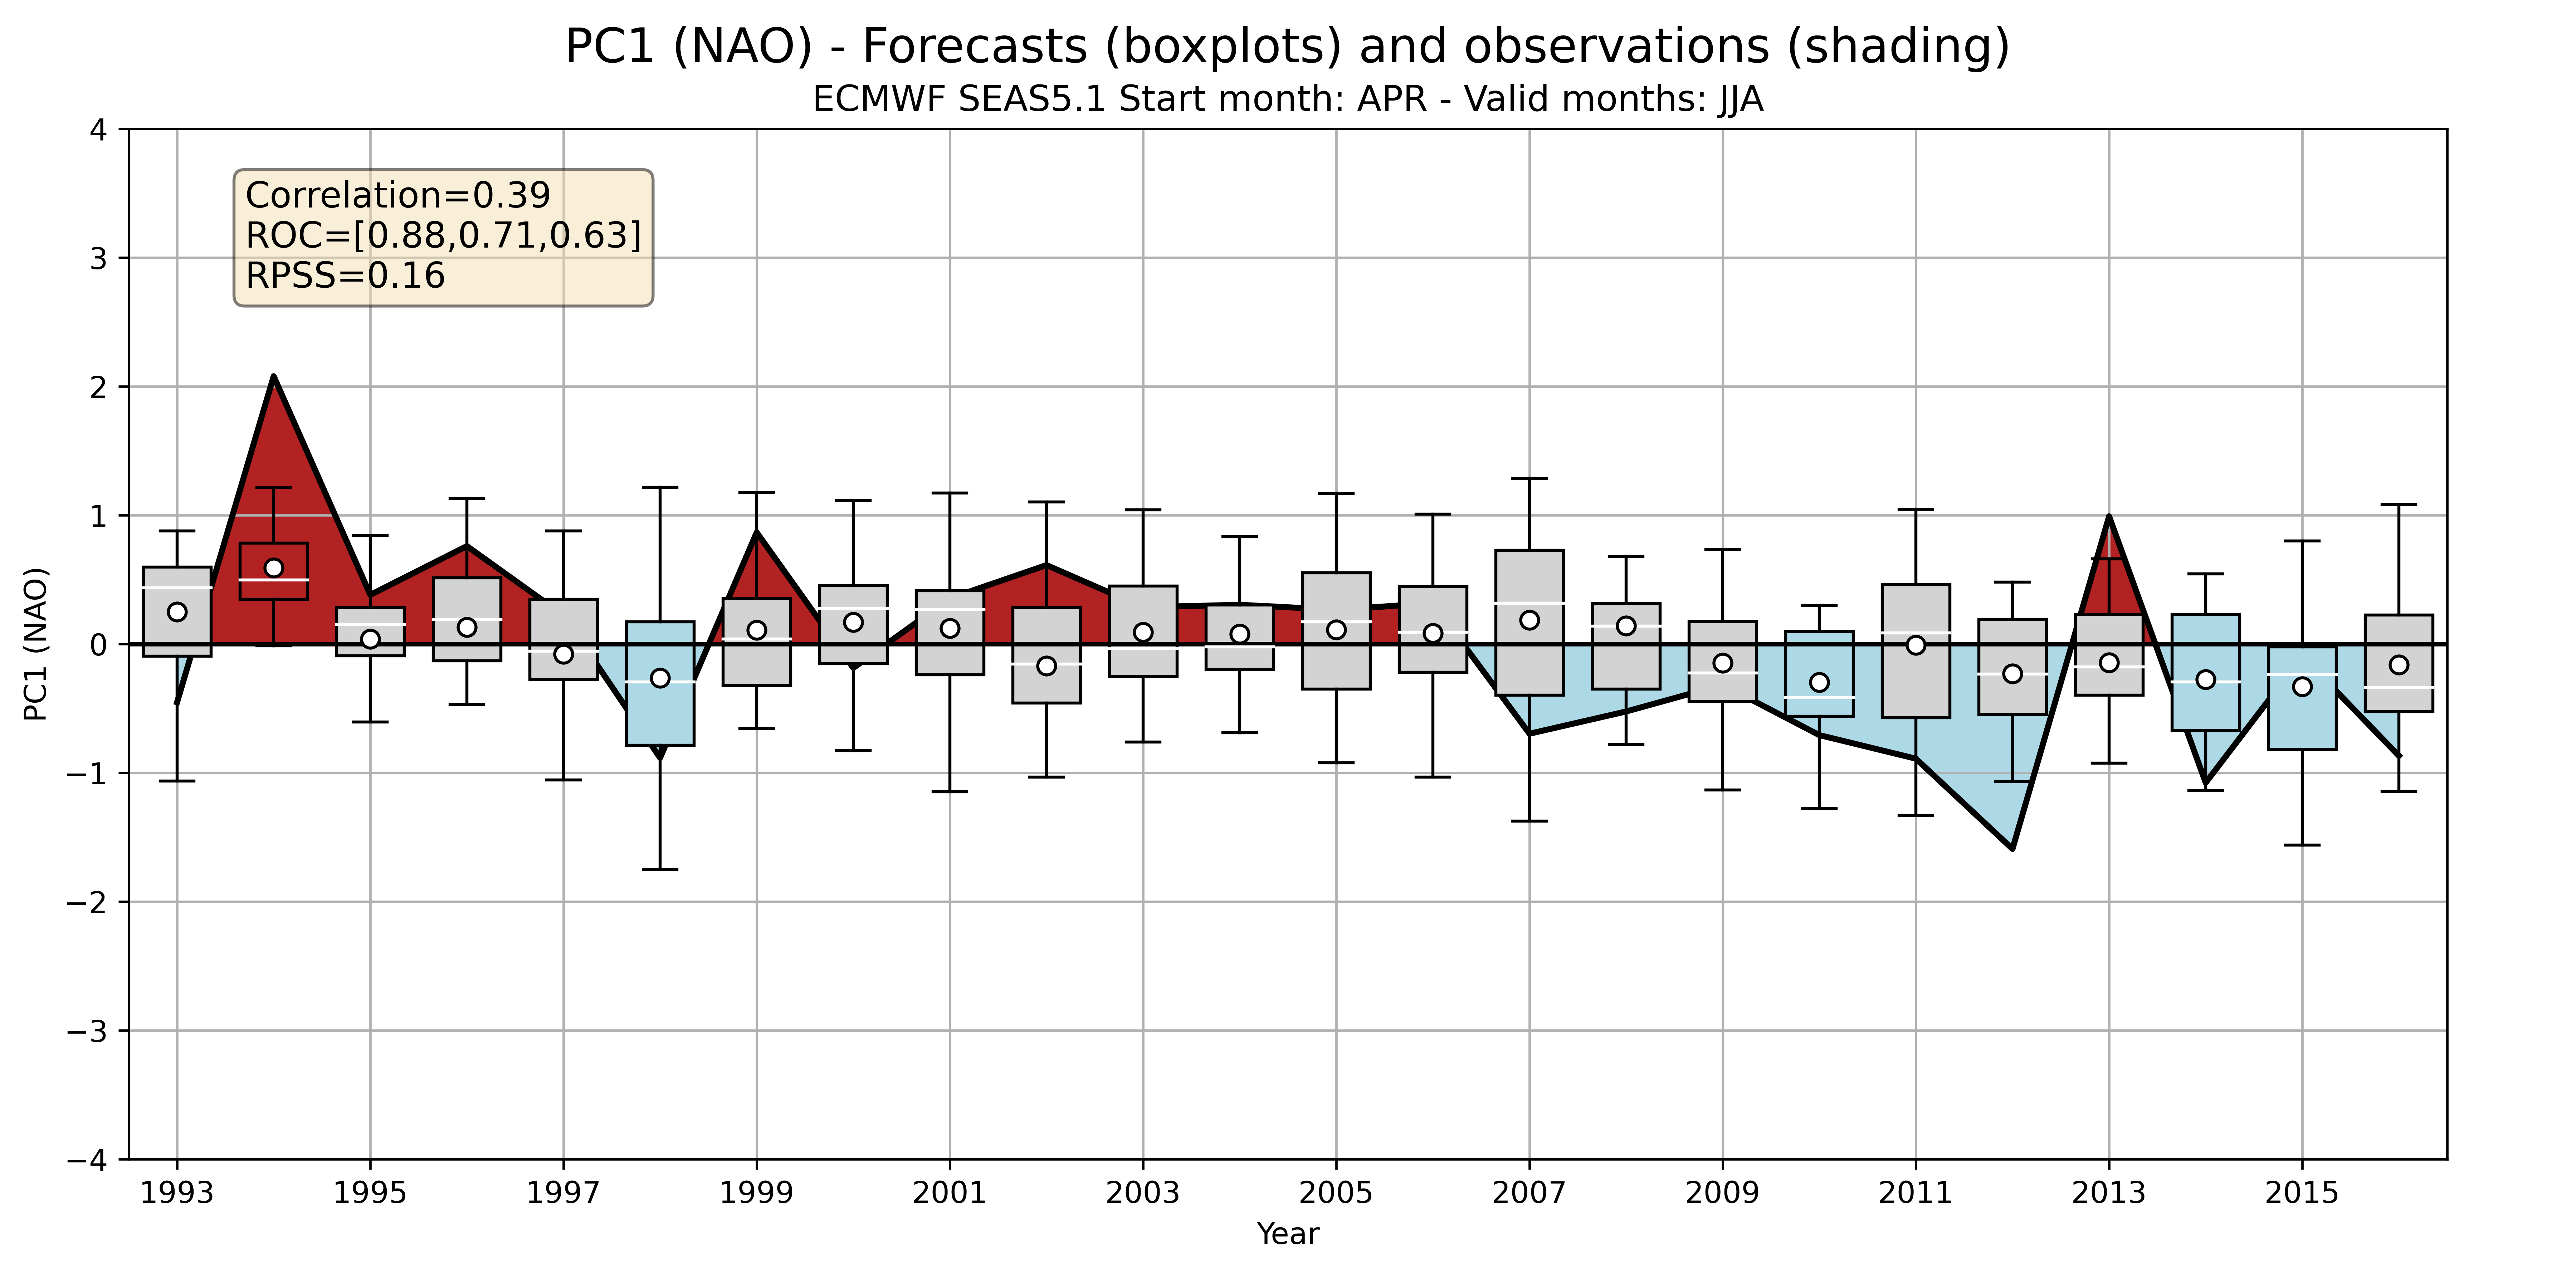 PC1 (NAO) - Forecasts (boxplots) and observations (shading)
ECMWF SEAS5.1 Start month: APR - Valid months: JJA
Correlation=0.39
ROC=[0.88,0.71,0.63]
RPSS=0.16
PC1 (NAO)
4
3
2
1
0
−1
−2
−3
−4
1993 1995 1997 1999 2001 2003 2005 2007 2009 2011 2013 2015
Year